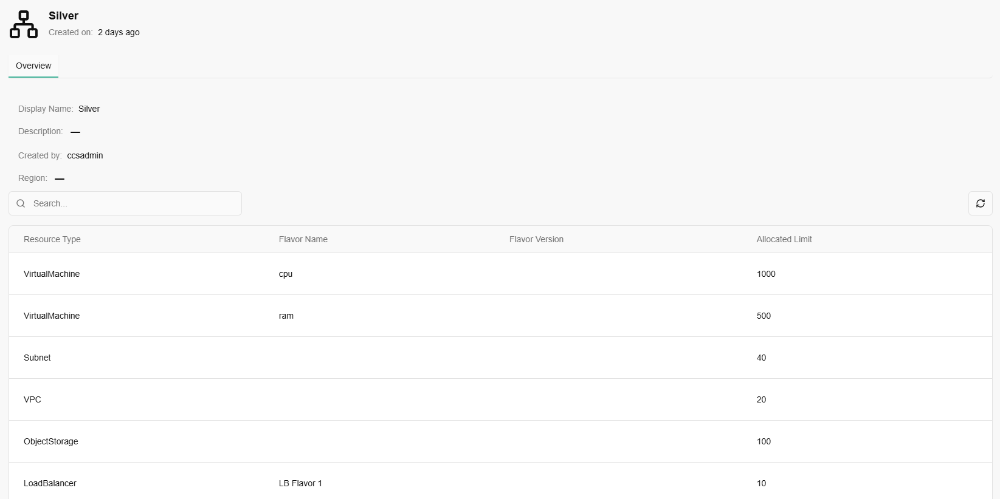 Silver
Created on: 2 days ago
Overview
Display Name: Silver
Description: —
Created by: ccsadmin
Region: —
Search...
Resource Type Flavor Name Flavor Version Allocated Limit
VirtualMachine cpu 1000
VirtualMachine ram 500
Subnet 40
VPC 20
ObjectStorage 100
LoadBalancer LB Flavor 1 10